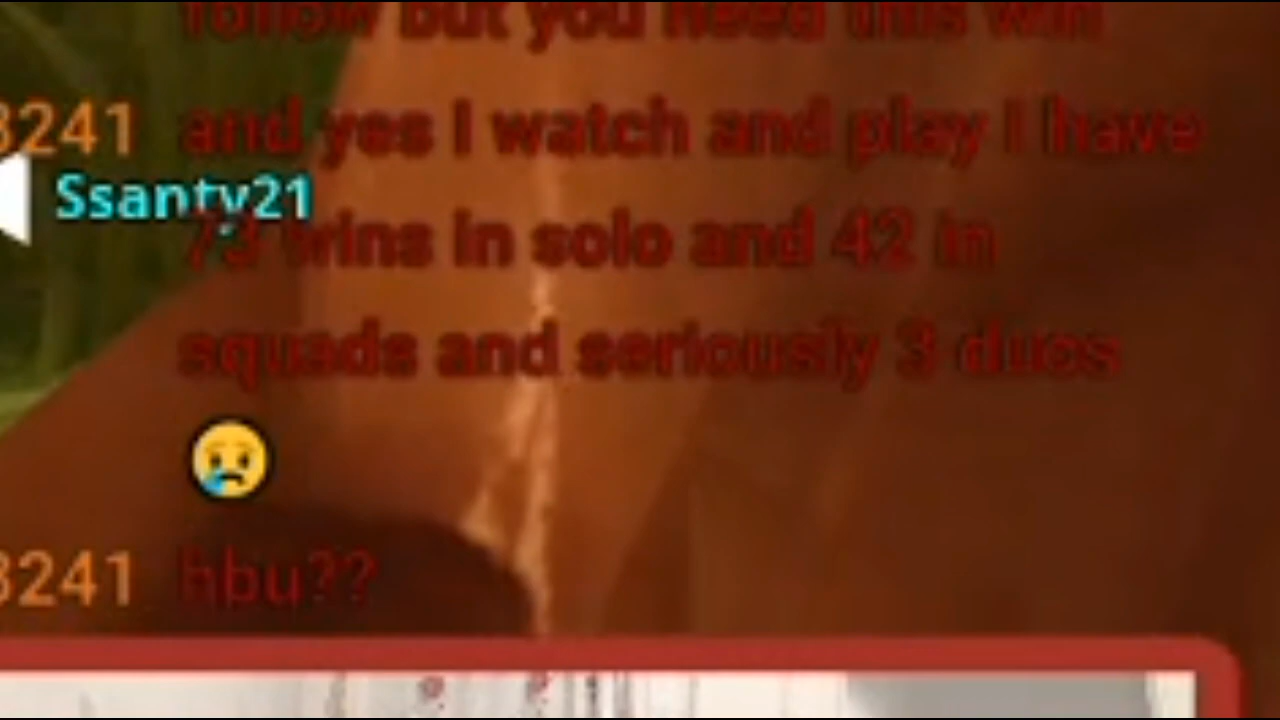 follow but you need this win
3241 and yes I watch and play I have
Ssanty21
73 wins in solo and 42 in
squads and seriously 3 duos
😢
3241 hbu??